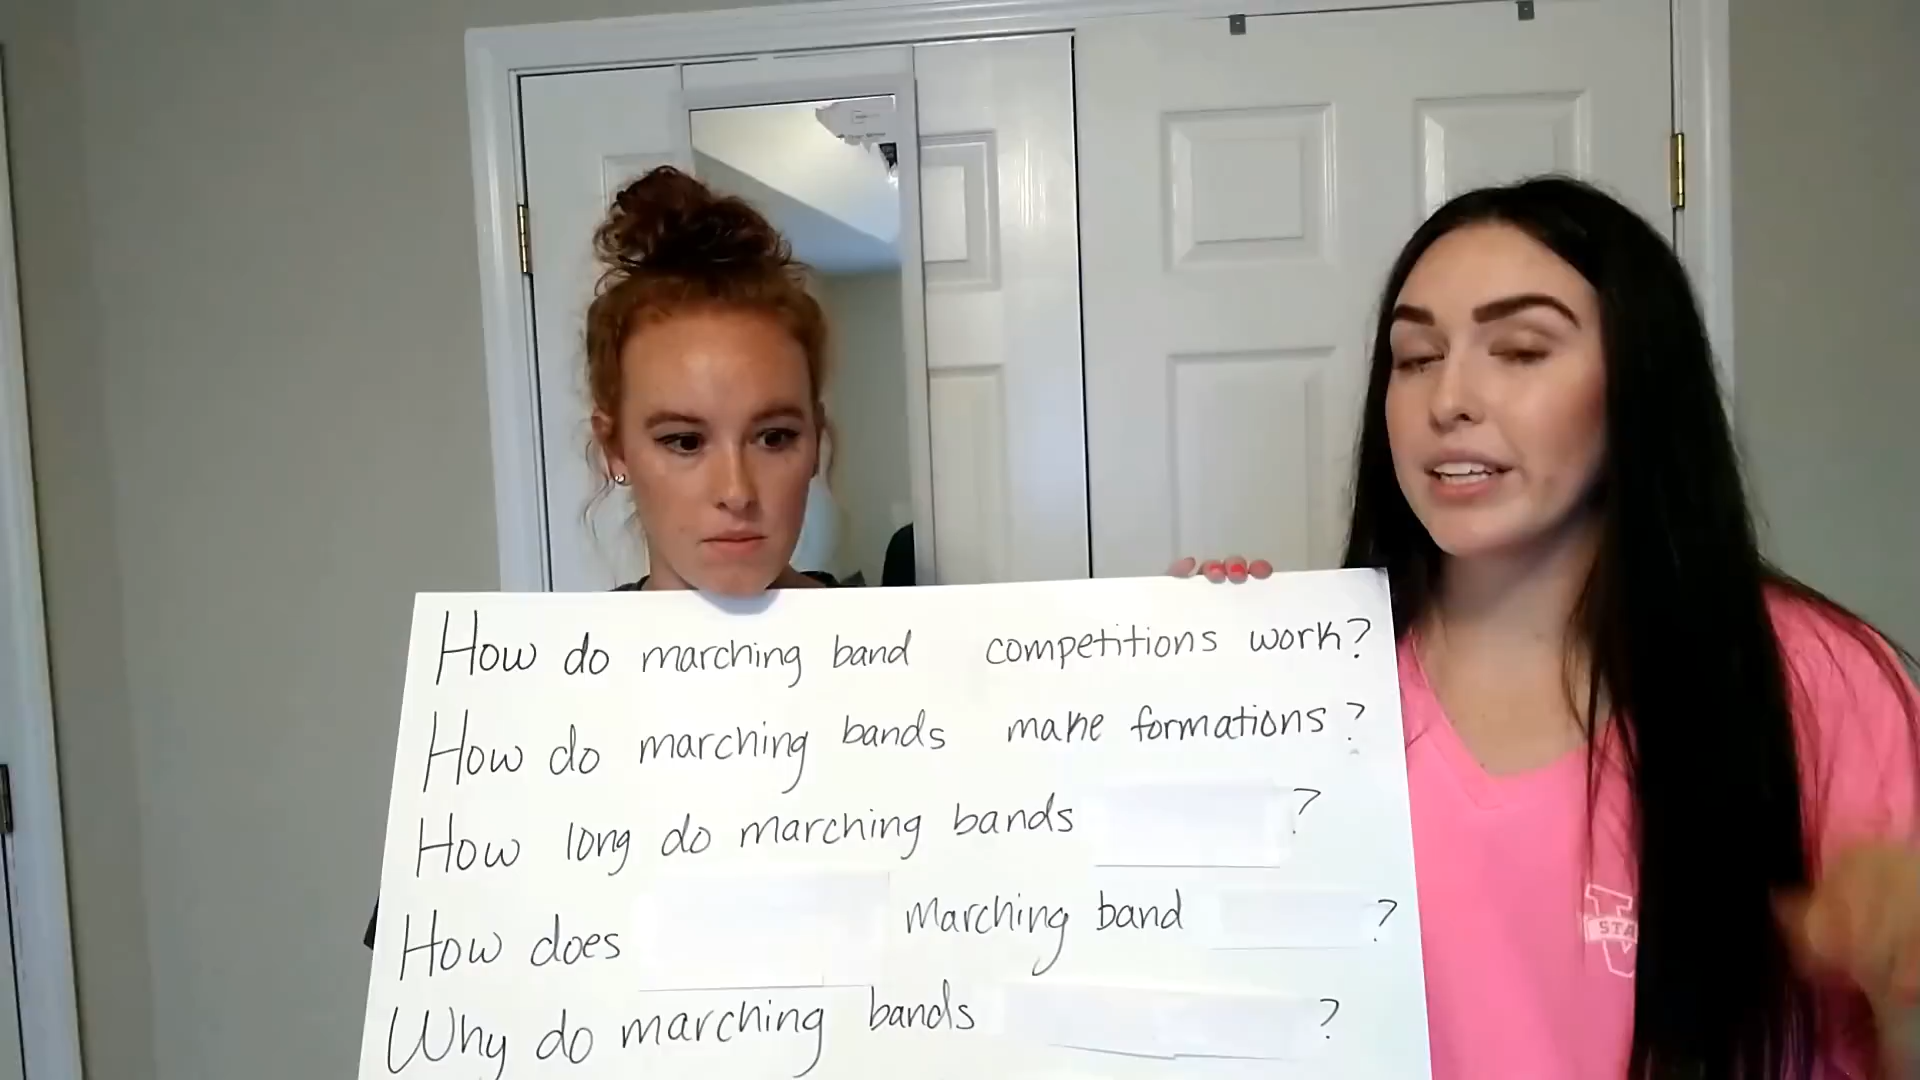 How do marching band competitions work?
How do marching bands make formations?
How long do marching bands ?
How does marching band ?
Why do marching bands ?
STA